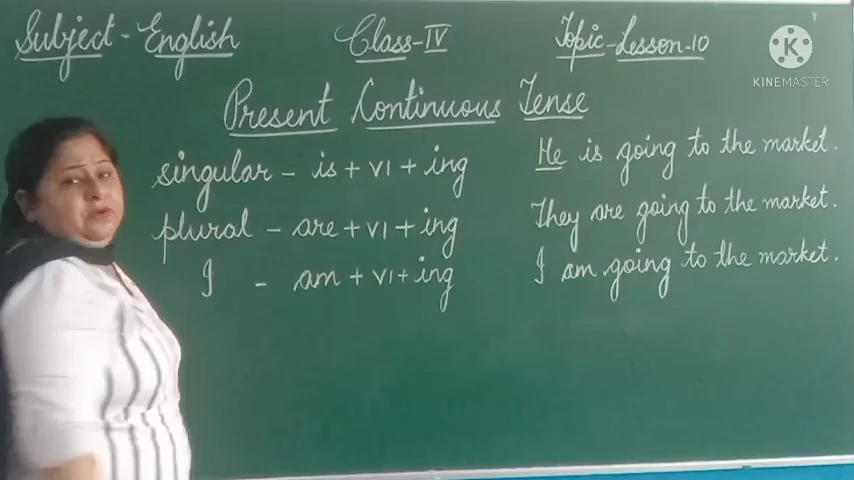 Subject - English Class - IV Topic - Lesson - 10
KINEMASTER
Present Continuous Tense
singular - is + v1 + ing He is going to the market.
plural - are + v1 + ing They are going to the market.
I - am + v1 + ing I am going to the market.